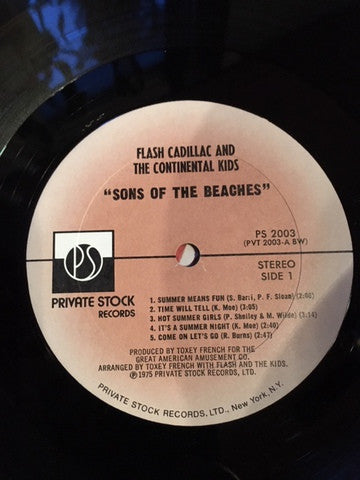 FLASH CADILLAC AND
THE CONTINENTAL KIDS
"SONS OF THE BEACHES"
PS 2003
(PVT 2003-A BW)
STEREO
SIDE 1
PS
PRIVATE STOCK
RECORDS
1. SUMMER MEANS FUN (S. Barri, P. F. Sloan) (2:00)
2. TIME WILL TELL (K. Moe) (3:05)
3. HOT SUMMER GIRLS (P. Shelley & M. Wilde) (3:14)
4. IT'S A SUMMER NIGHT (K. Moe) (2:40)
5. COME ON LET'S GO (R. Burns) (2:47)
PRODUCED BY TOXEY FRENCH FOR THE
GREAT AMERICAN AMUSEMENT CO.
ARRANGED BY TOXEY FRENCH WITH FLASH AND THE KIDS.
Ⓟ1975 PRIVATE STOCK RECORDS, LTD.
PRIVATE STOCK RECORDS, LTD., New York, N.Y.